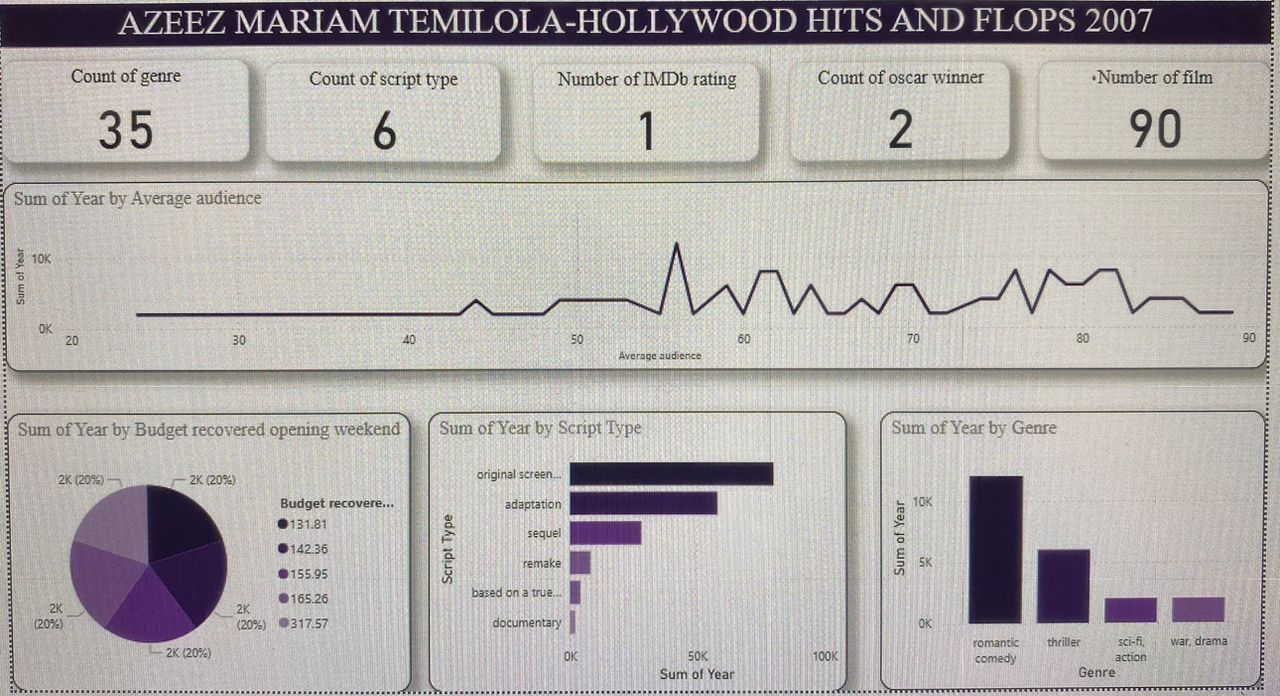 AZEEZ MARIAM TEMILOLA-HOLLYWOOD HITS AND FLOPS 2007
Count of genre
35
Count of script type
6
Number of IMDb rating
1
Count of oscar winner
2
Number of film
90
Sum of Year by Average audience
Sum of Year
10K
0K
20 30 40 50 60 70 80 90
Average audience
Sum of Year by Budget recovered opening weekend
2K (20%)
2K (20%)
2K
(20%)
2K
(20%)
2K (20%)
Budget recovere...
131.81
142.36
155.95
165.26
317.57
Sum of Year by Script Type
Script Type
original screen...
adaptation
sequel
remake
based on a true...
documentary
0K 50K 100K
Sum of Year
Sum of Year by Genre
Sum of Year
10K
5K
0K
romantic
comedy
thriller
sci-fi,
action
war, drama
Genre